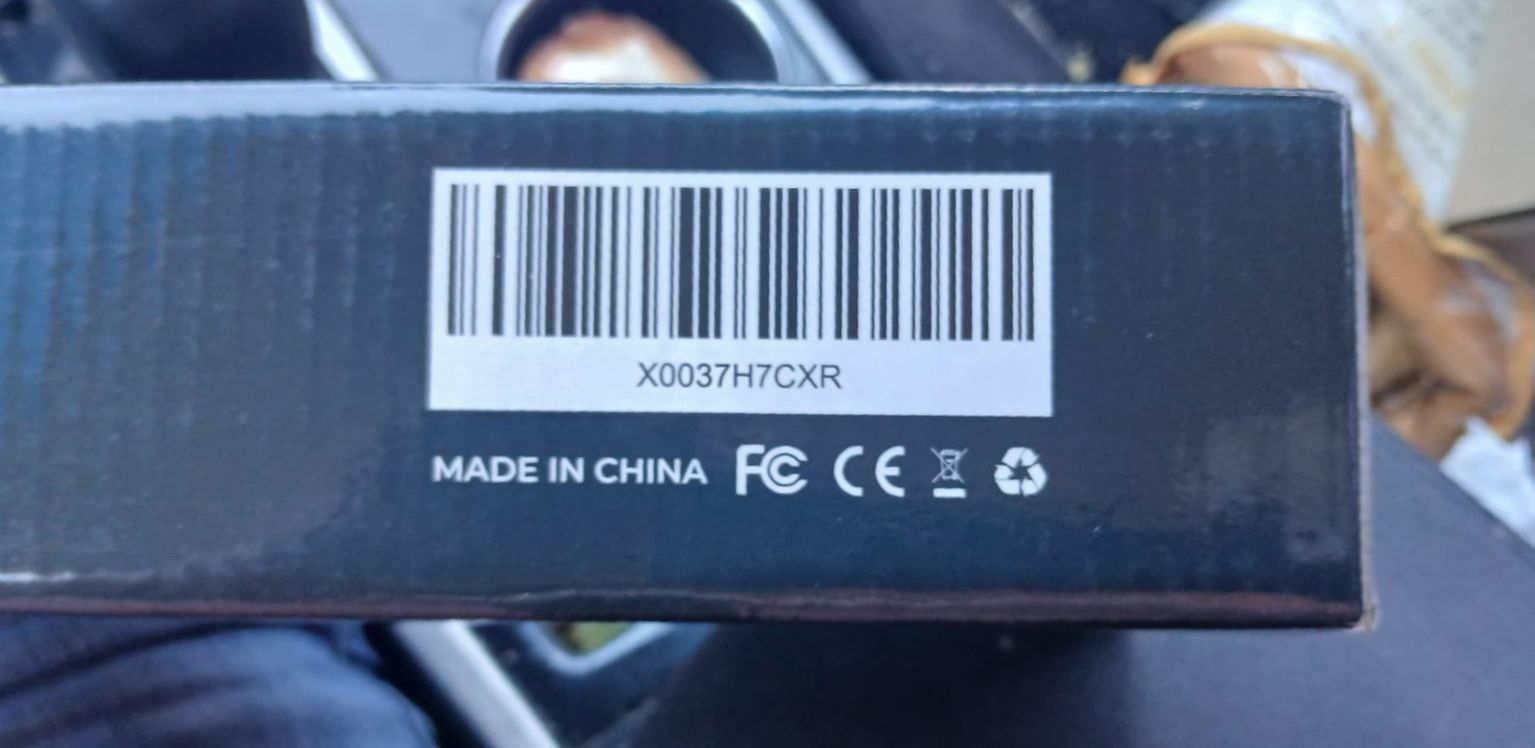 X0037H7CXR
MADE IN CHINA FC CE